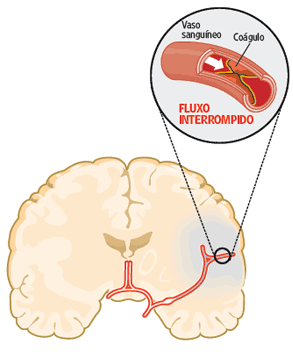 Vaso
sanguíneo
Coágulo
FLUXO
INTERROMPIDO